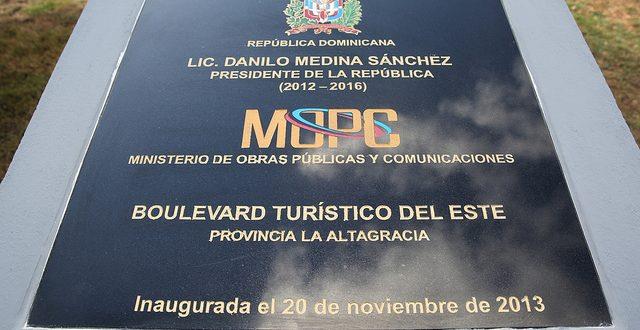 REPÚBLICA DOMINICANA
LIC. DANILO MEDINA SÁNCHEZ
PRESIDENTE DE LA REPÚBLICA
(2012 – 2016)
MOPC
MINISTERIO DE OBRAS PÚBLICAS Y COMUNICACIONES
BOULEVARD TURÍSTICO DEL ESTE
PROVINCIA LA ALTAGRACIA
Inaugurada el 20 de noviembre de 2013